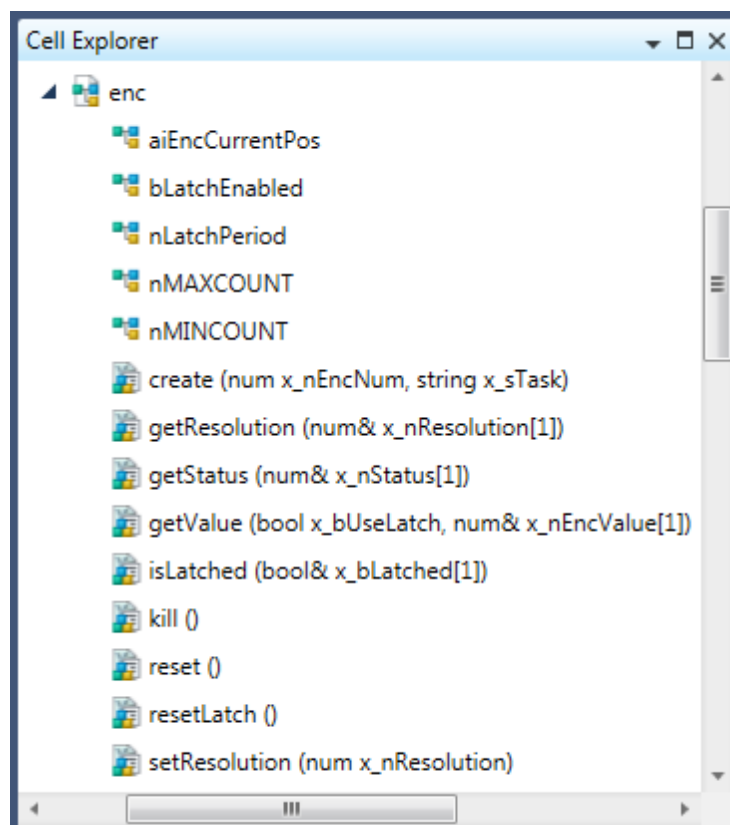 Cell Explorer
enc
aiEncCurrentPos
bLatchEnabled
nLatchPeriod
nMAXCOUNT
nMINCOUNT
create (num x_nEncNum, string x_sTask)
getResolution (num& x_nResolution[1])
getStatus (num& x_nStatus[1])
getValue (bool x_bUseLatch, num& x_nEncValue[1])
isLatched (bool& x_bLatched[1])
kill ()
reset ()
resetLatch ()
setResolution (num x_nResolution)